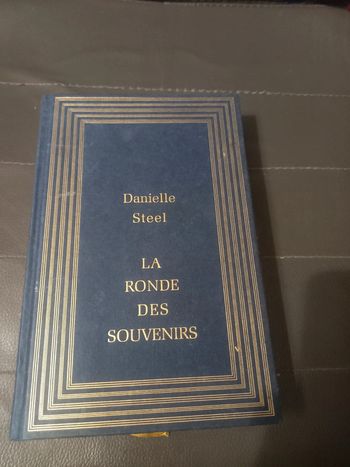 Danielle
Steel
LA
RONDE
DES
SOUVENIRS